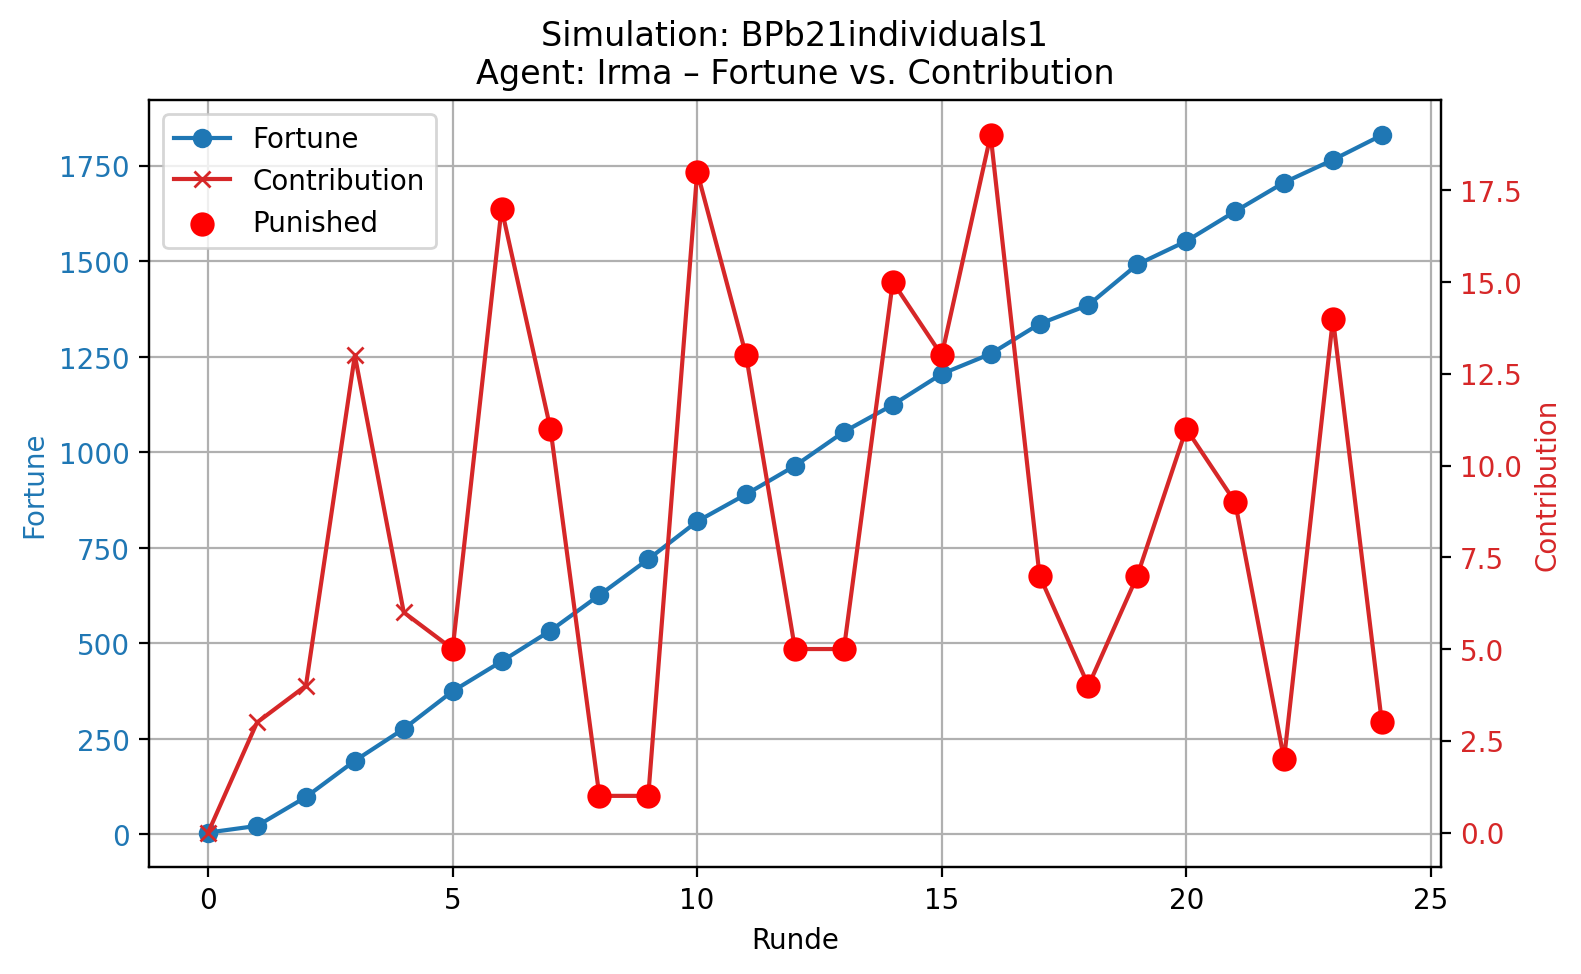 Simulation: BPb21individuals1
Agent: Irma – Fortune vs. Contribution
Fortune
Contribution
Punished
1750
1500
1250
1000
750
500
250
0
Fortune
17.5
15.0
12.5
10.0
7.5
5.0
2.5
0.0
Contribution
0 5 10 15 20 25
Runde